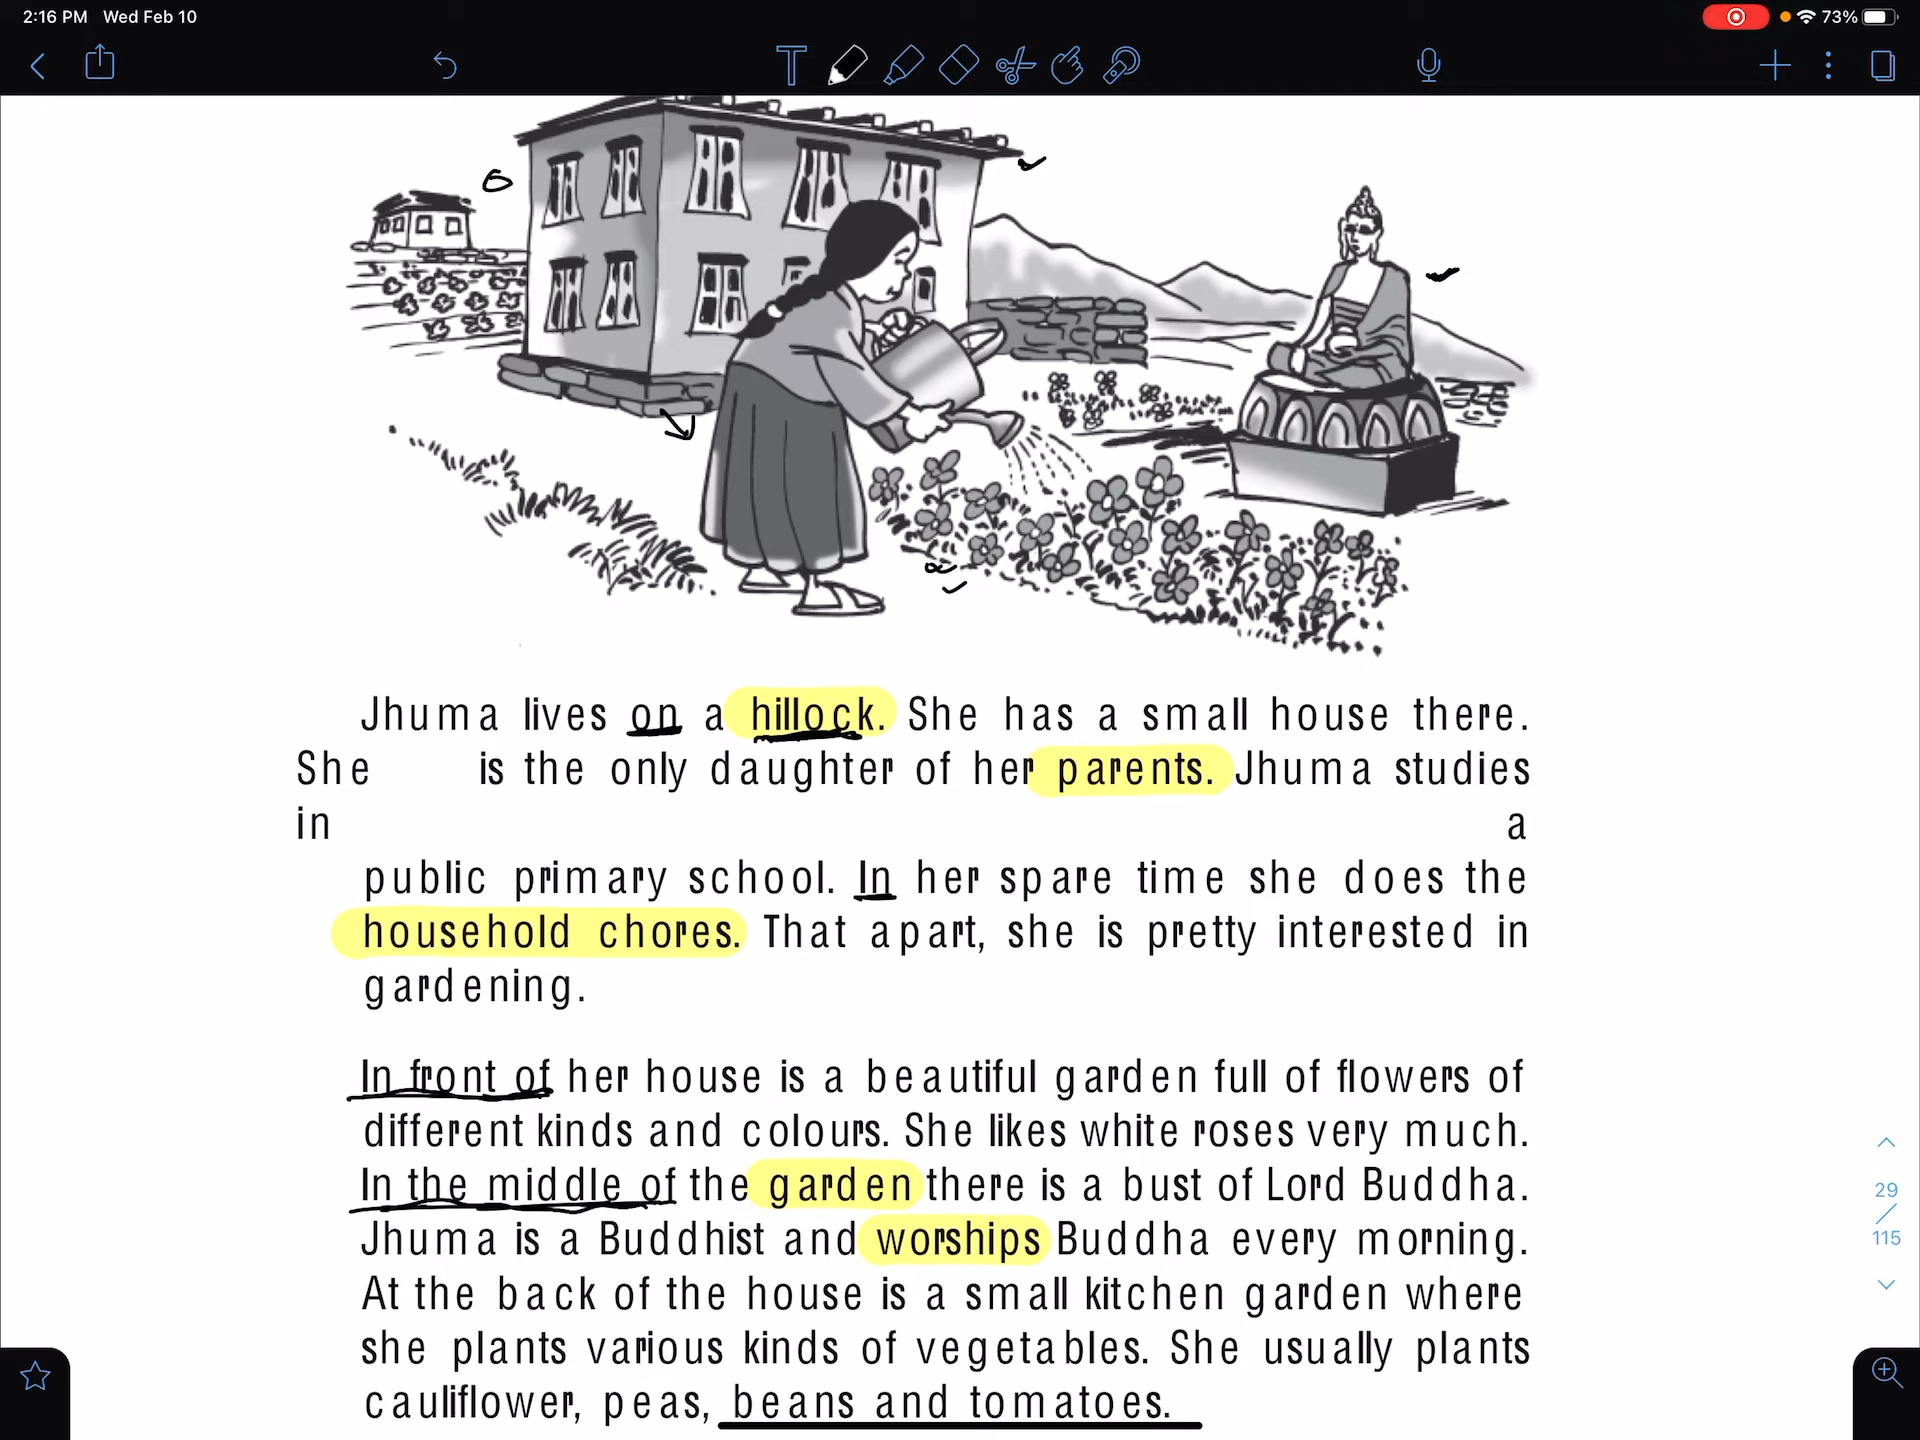 2:16 PM Wed Feb 10
73%
T
Jhuma lives on a hillock. She has a small house there.
She is the only daughter of her parents. Jhuma studies
in a
public primary school. In her spare time she does the
household chores. That apart, she is pretty interested in
gardening.
In front of her house is a beautiful garden full of flowers of
different kinds and colours. She likes white roses very much.
In the middle of the garden there is a bust of Lord Buddha.
Jhuma is a Buddhist and worships Buddha every morning.
At the back of the house is a small kitchen garden where
she plants various kinds of vegetables. She usually plants
cauliflower, peas, beans and tomatoes.
29
/
115